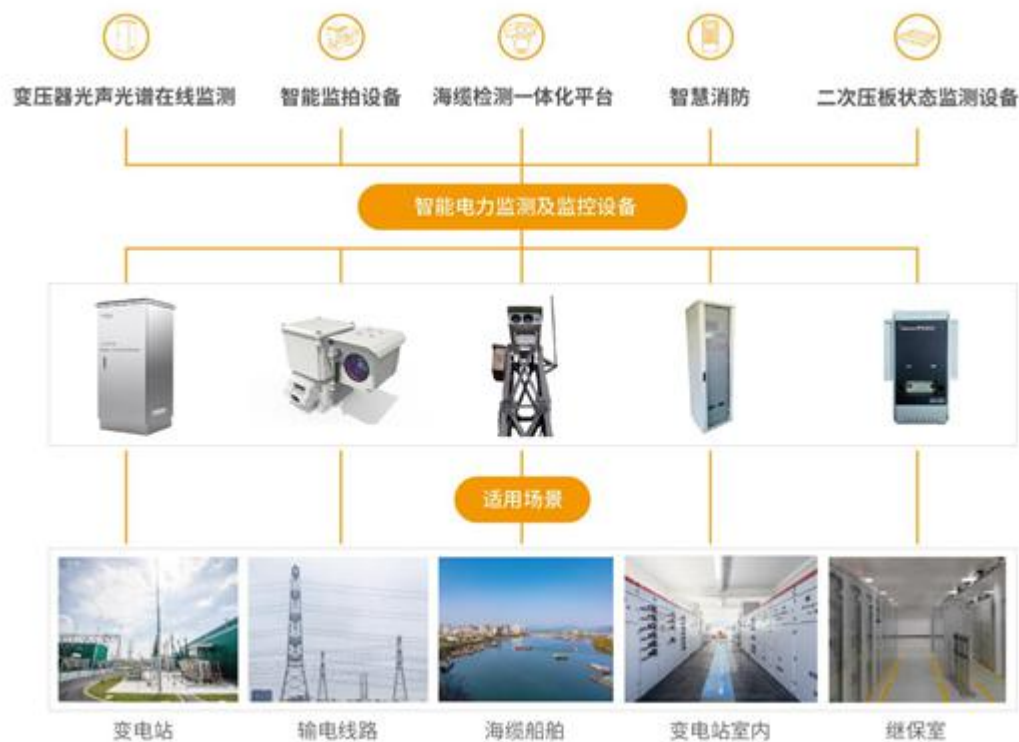 变压器光声光谱在线监测
智能监拍设备
海缆检测一体化平台
智慧消防
二次压板状态监测设备
智能电力监测及监控设备
适用场景
变电站
输电线路
海缆船舶
变电站室内
继保室